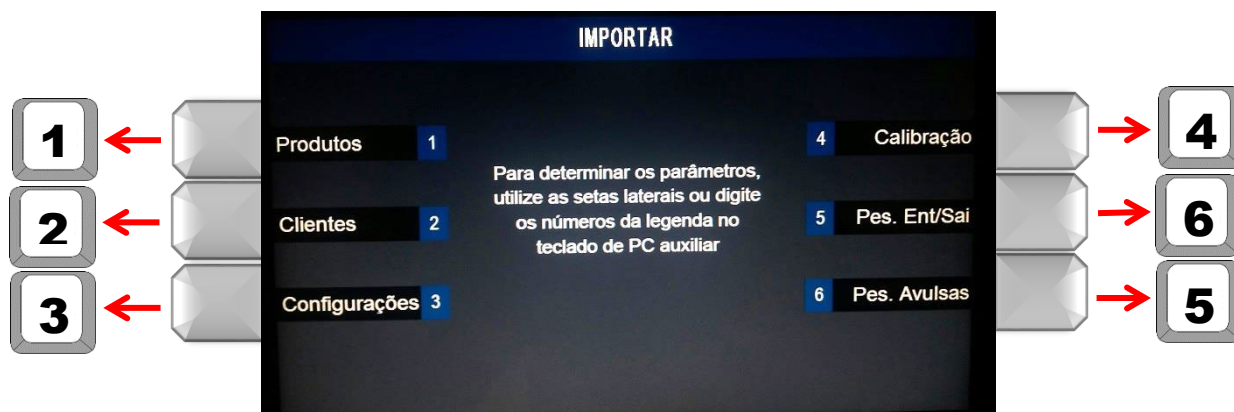 IMPORTAR
1
Produtos 1
2
Clientes 2
3
Configurações 3
Para determinar os parâmetros,
utilize as setas laterais ou digite
os números da legenda no
teclado de PC auxiliar
4 Calibração
4
5 Pes. Ent/Sai
6
6 Pes. Avulsas
5